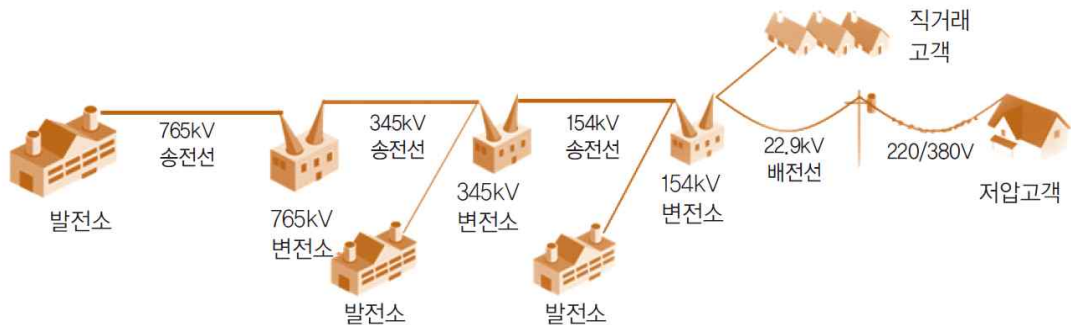 직거래
고객
765kV
송전선
345kV
송전선
154kV
송전선
22,9kV
배전선
220/380V
발전소
765kV
변전소
345kV
변전소
154kV
변전소
저압고객
발전소
발전소